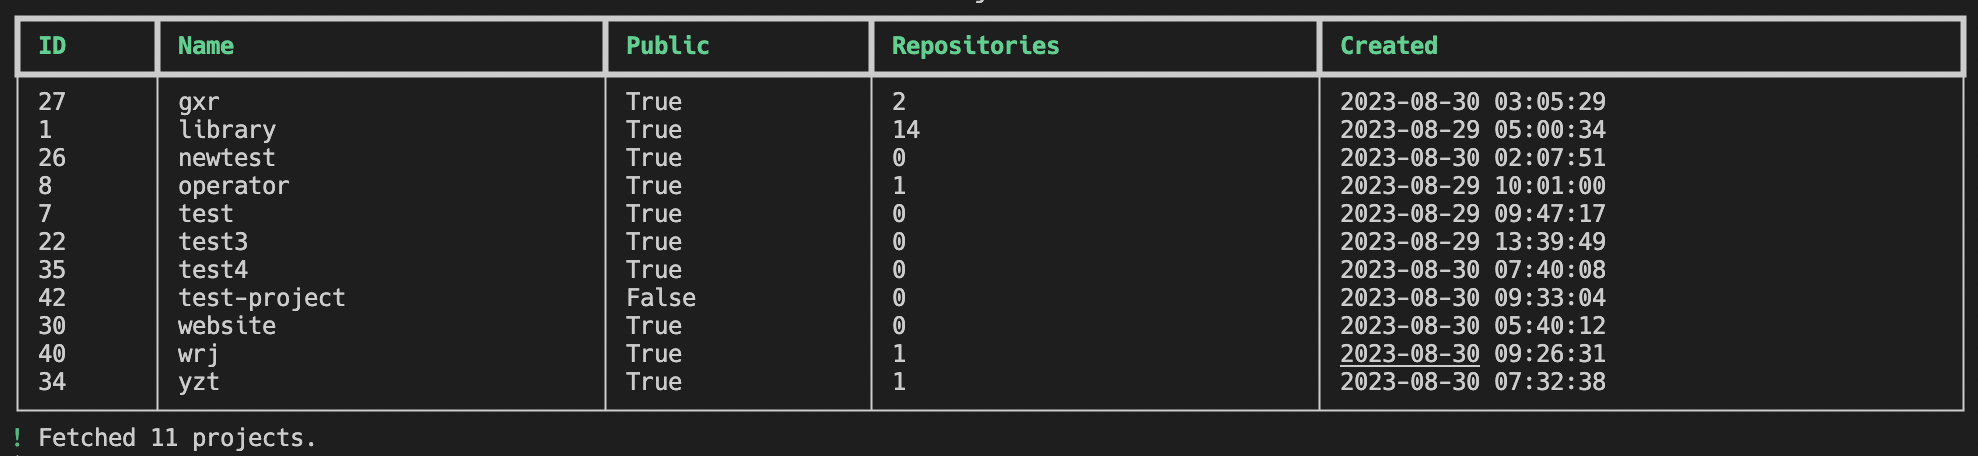 ID Name Public Repositories Created
27 gxr True 2 2023-08-30 03:05:29
1 library True 14 2023-08-29 05:00:34
26 newtest True 0 2023-08-30 02:07:51
8 operator True 1 2023-08-29 10:01:00
7 test True 0 2023-08-29 09:47:17
22 test3 True 0 2023-08-29 13:39:49
35 test4 True 0 2023-08-30 07:40:08
42 test-project False 0 2023-08-30 09:33:04
30 website True 0 2023-08-30 05:40:12
40 wrj True 1 2023-08-30 09:26:31
34 yzt True 1 2023-08-30 07:32:38
! Fetched 11 projects.